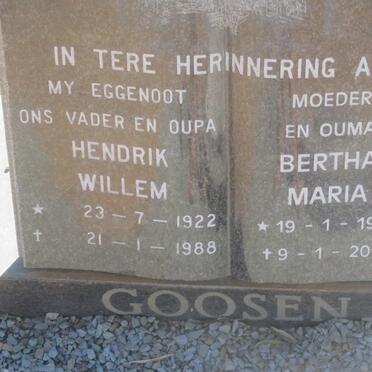 IN TERE HERINNERING A
MY EGGENOOT
ONS VADER EN OUPA
HENDRIK
WILLEM
★ 23 – 7 – 1922
✝ 21 – 1 – 1988
MOEDER
EN OUMA
BERTHA
MARIA
★ 19 – 1 – 19
✝ 9 – 1 – 20
GOOSEN